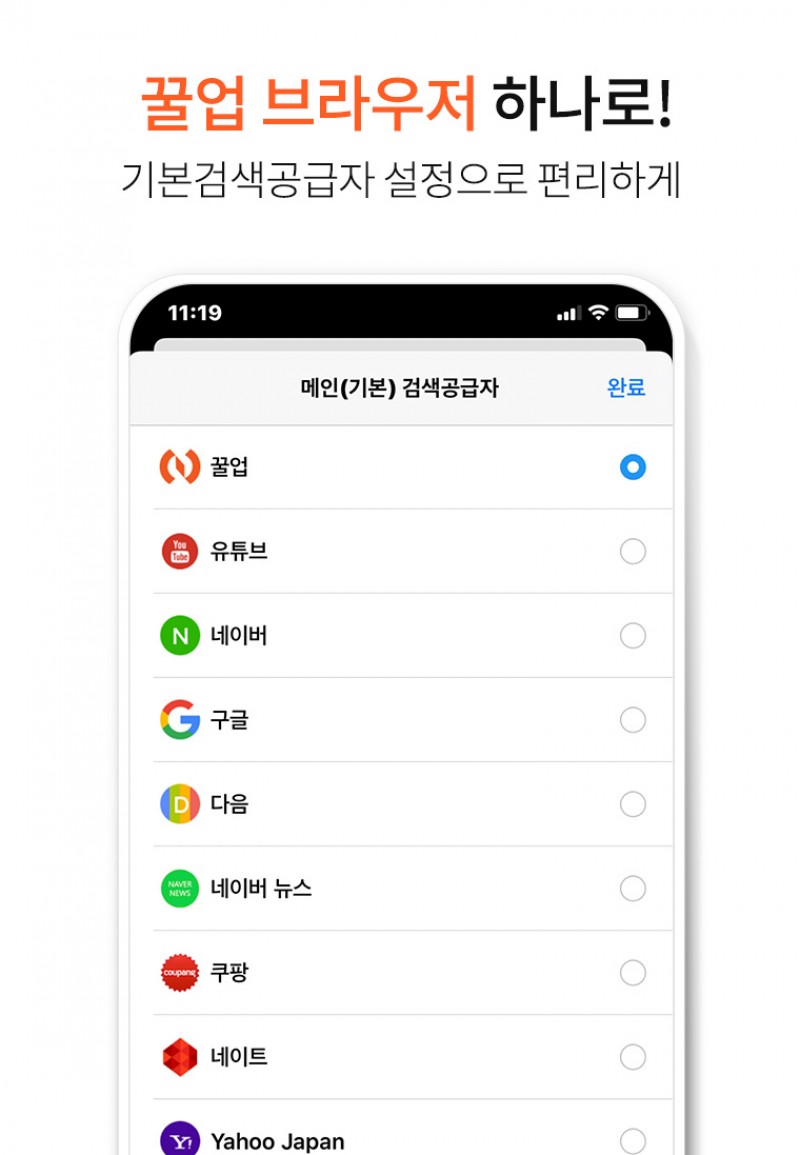 꿀업 브라우저 하나로!
기본검색공급자 설정으로 편리하게
11:19
메인(기본) 검색공급자 완료
꿀업
You
Tube 유튜브
N 네이버
G 구글
D 다음
NAVER
NEWS 네이버 뉴스
coupang 쿠팡
네이트
Y! Yahoo Japan